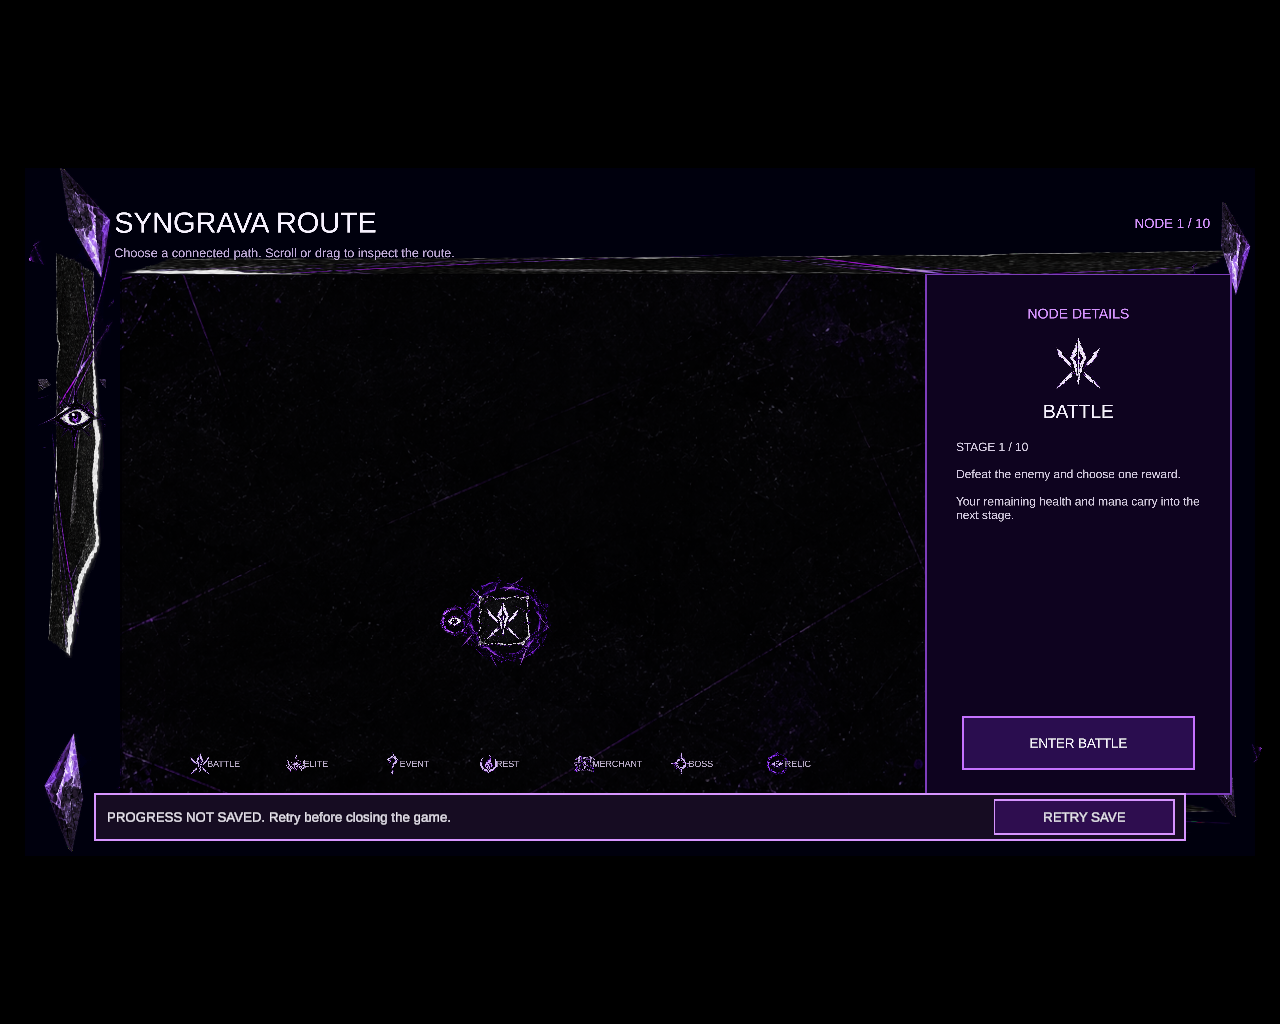 SYNGRAVA ROUTE
NODE 1 / 10
Choose a connected path. Scroll or drag to inspect the route.
NODE DETAILS
BATTLE
STAGE 1 / 10
Defeat the enemy and choose one reward.
Your remaining health and mana carry into the
next stage.
ENTER BATTLE
BATTLE ELITE EVENT REST MERCHANT BOSS RELIC
PROGRESS NOT SAVED. Retry before closing the game.
RETRY SAVE